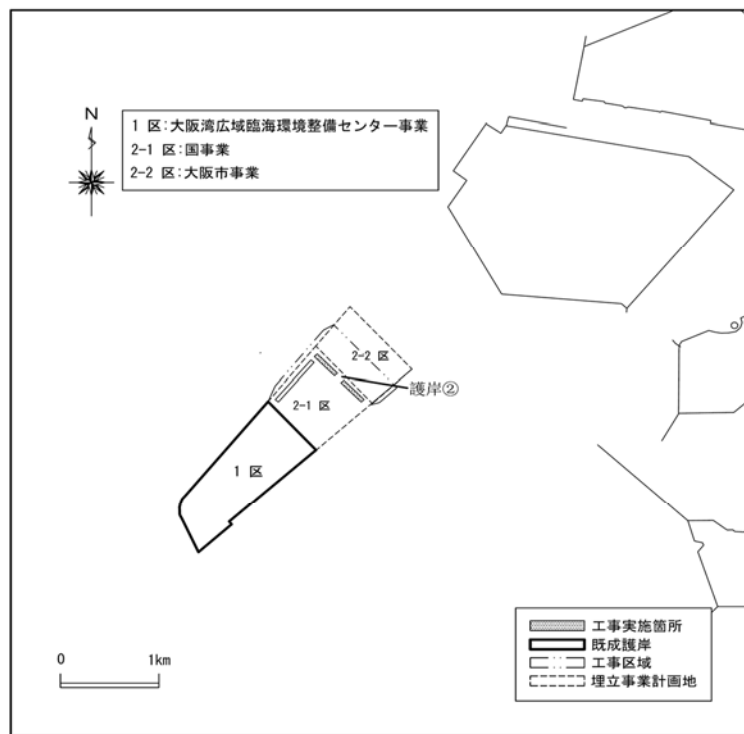 N
1 区:大阪湾広域臨海環境整備センター事業
2-1 区:国事業
2-2 区:大阪市事業
2-2 区
護岸②
2-1 区
1 区
0 1km
工事実施箇所
既成護岸
工事区域
埋立事業計画地